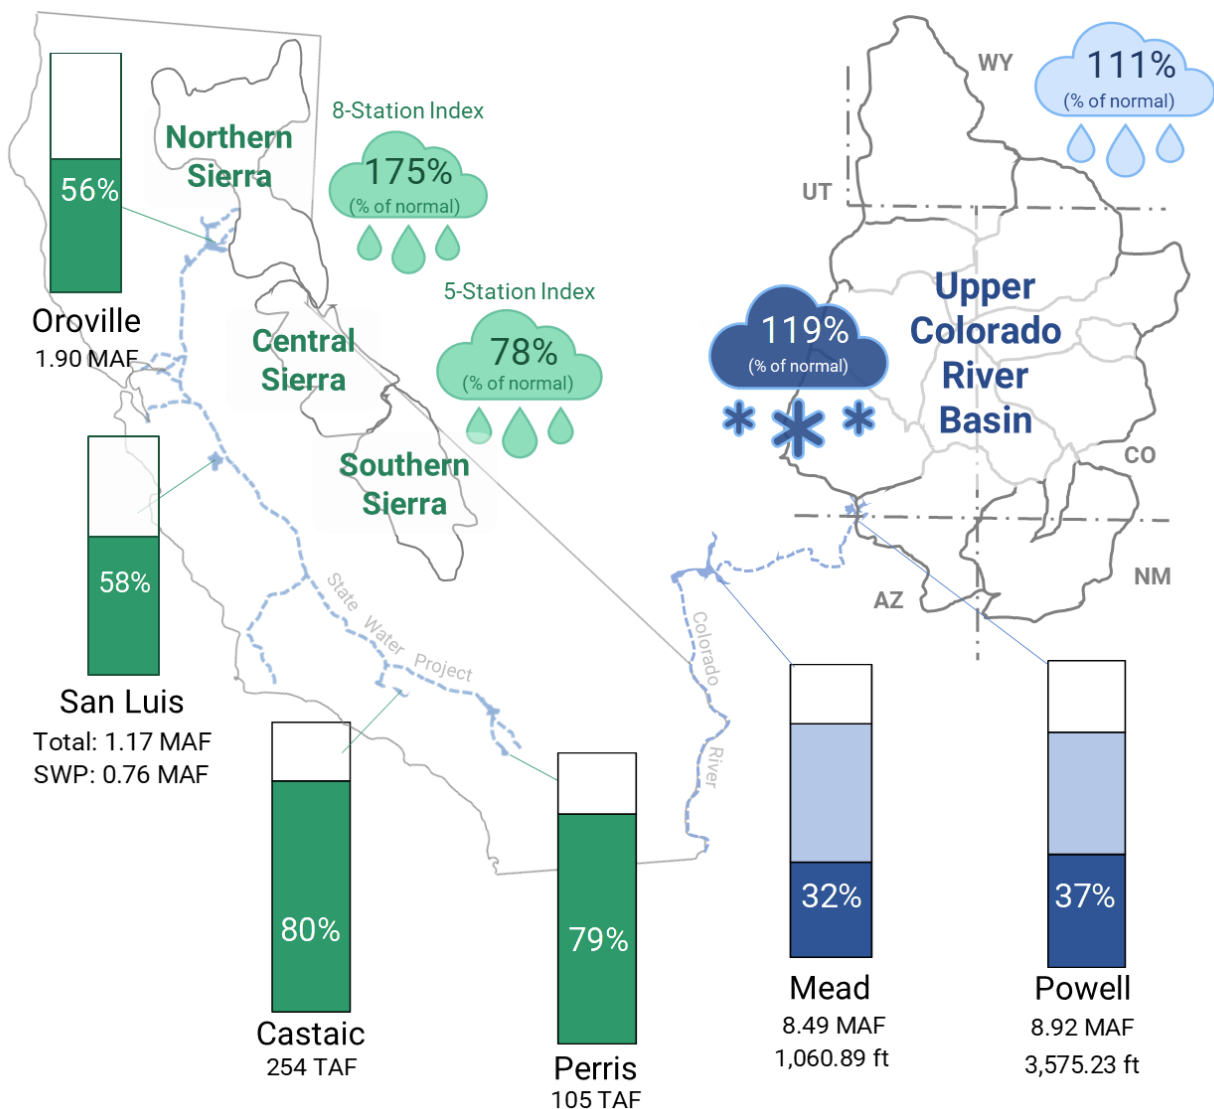 WY
111%
(% of normal)
8-Station Index
Northern
Sierra
175%
(% of normal)
56%
UT
5-Station Index
Upper
Colorado
River
Basin
Oroville
1.90 MAF
Central
Sierra
78%
(% of normal)
119%
(% of normal)
CO
Southern
Sierra
58%
State Water Project
NM
AZ
Colorado River
San Luis
Total: 1.17 MAF
SWP: 0.76 MAF
80%
Castaic
254 TAF
79%
Perris
105 TAF
32%
Mead
8.49 MAF
1,060.89 ft
37%
Powell
8.92 MAF
3,575.23 ft